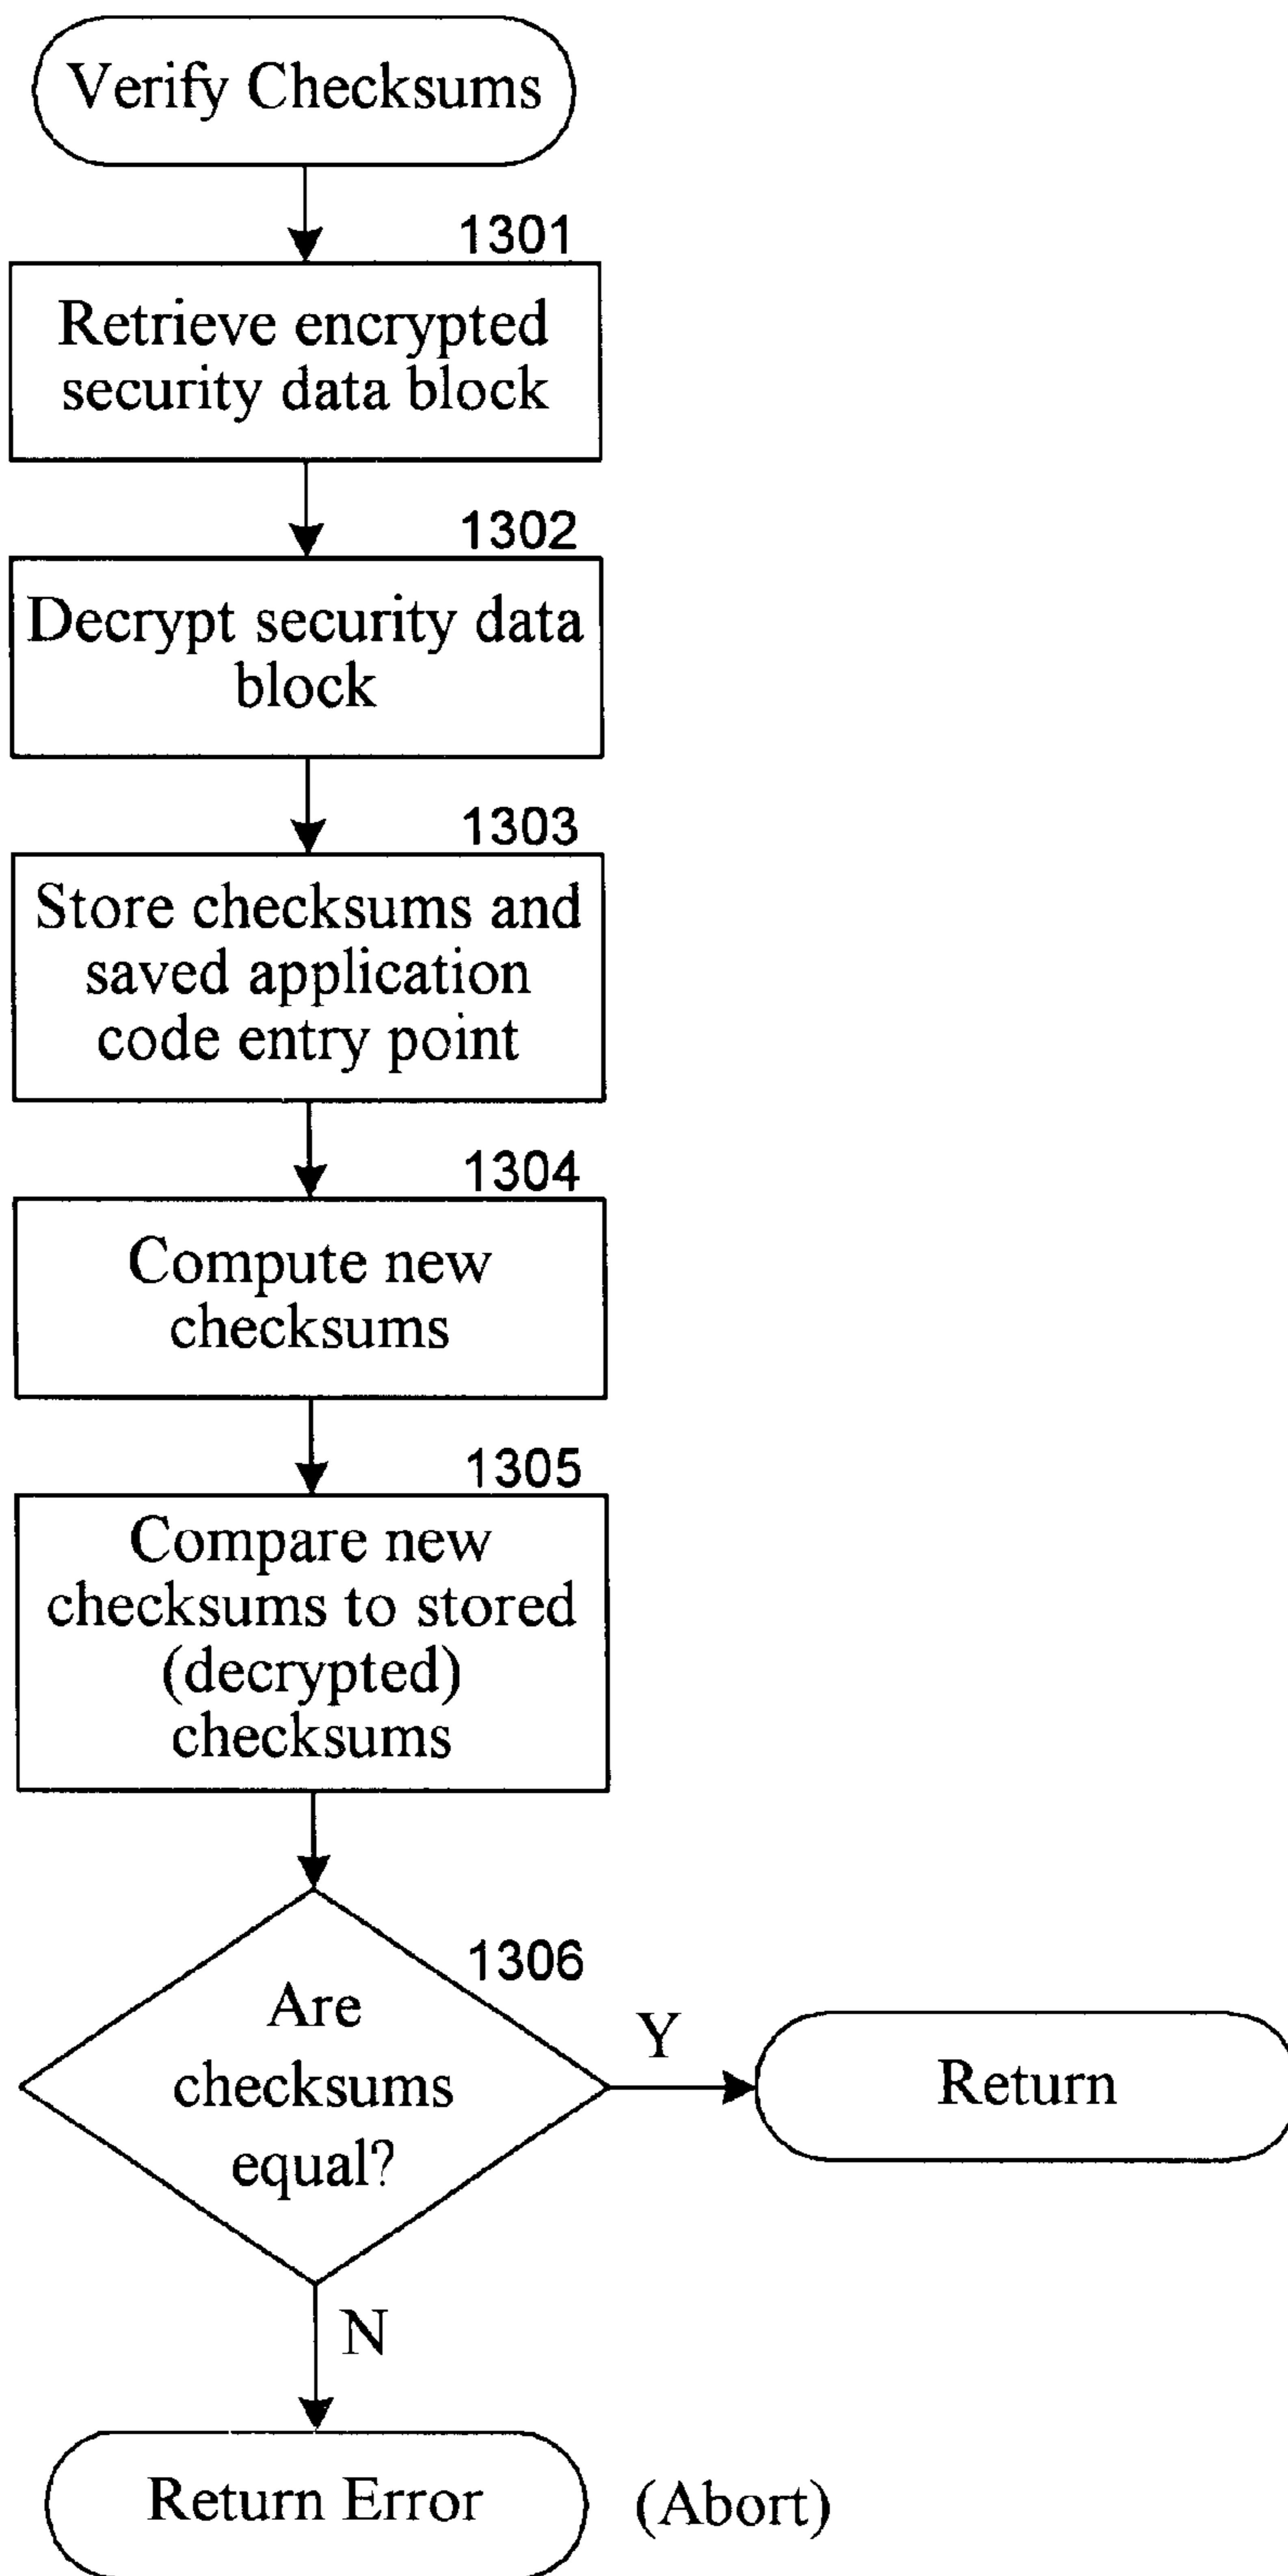 Verify Checksums
1301
Retrieve encrypted
security data block
1302
Decrypt security data
block
1303
Store checksums and
saved application
code entry point
1304
Compute new
checksums
1305
Compare new
checksums to stored
(decrypted)
checksums
1306
Are
checksums
equal?
Y
Return
N
Return Error
(Abort)